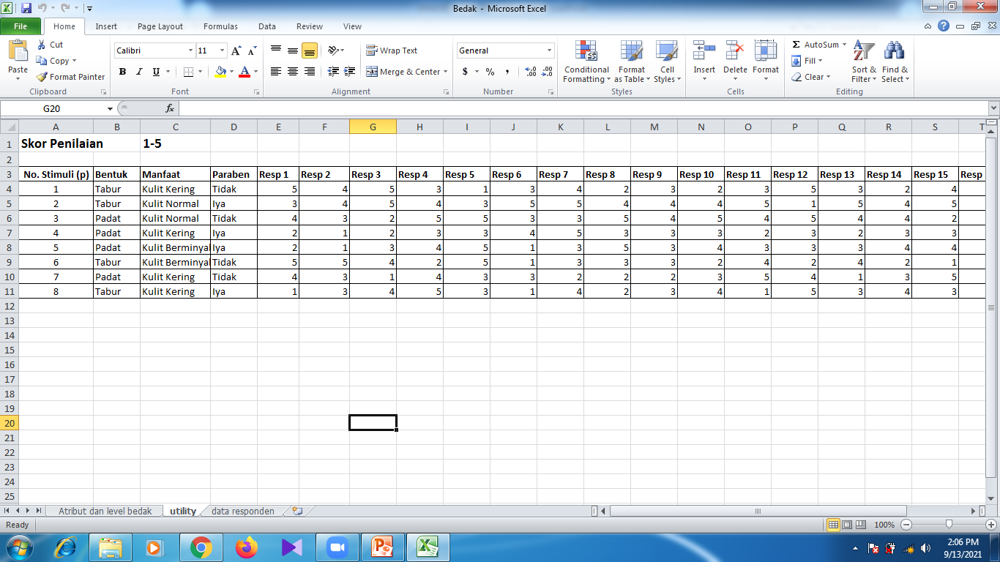 Bedak - Microsoft Excel
File Home Insert Page Layout Formulas Data Review View
Paste Cut Copy Format Painter Clipboard
Calibri 11 A A B I U A Font
Wrap Text Merge & Center Alignment
General $ % , .0 .00 .00 .0 Number
Conditional Formatting Format as Table Cell Styles Styles
Insert Delete Format Cells
Σ AutoSum Fill Clear Sort & Filter Find & Select Editing
G20 fx
A B C D E F G H I J K L M N O P Q R S T
1 Skor Penilaian 1-5
2
3 No. Stimuli (p) Bentuk Manfaat Paraben Resp 1 Resp 2 Resp 3 Resp 4 Resp 5 Resp 6 Resp 7 Resp 8 Resp 9 Resp 10 Resp 11 Resp 12 Resp 13 Resp 14 Resp 15 Resp
4 1 Tabur Kulit Kering Tidak 5 4 5 3 1 3 4 2 3 2 3 5 3 2 4
5 2 Tabur Kulit Normal Iya 3 4 5 4 3 5 5 4 4 4 5 1 5 4 5
6 3 Padat Kulit Normal Tidak 4 3 2 5 5 3 3 5 4 5 4 5 4 4 2
7 4 Padat Kulit Kering Iya 2 1 2 3 3 4 5 3 3 3 2 3 2 3 3
8 5 Padat Kulit Berminyal Iya 2 1 3 4 5 1 3 5 3 4 3 3 3 4 4
9 6 Tabur Kulit Berminyal Tidak 5 5 4 2 5 1 3 3 3 2 4 2 4 2 1
10 7 Padat Kulit Kering Tidak 4 3 1 4 3 3 2 2 2 3 5 4 1 3 5
11 8 Tabur Kulit Kering Iya 1 3 4 5 3 1 4 2 3 4 1 5 3 4 3
12
13
14
15
16
17
18
19
20
21
22
23
24
25
Atribut dan level bedak utility data responden
Ready 100%
2:06 PM
9/13/2021